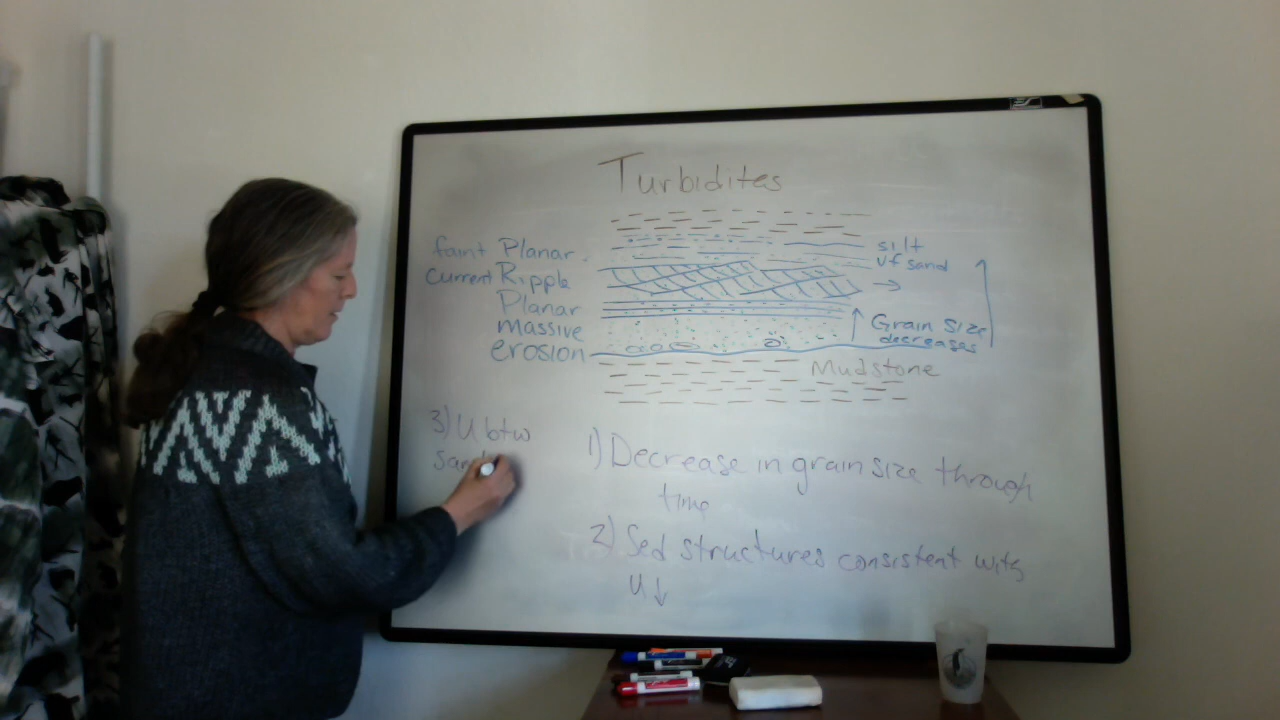 Turbidites
faint Planar
Current Ripple
Planar
Massive
erosion
silt
vf sand
Grain size
decreases
Mudstone
3) U btw
1) Decrease in grain size through
time
2) Sed structures consistent with
U↓